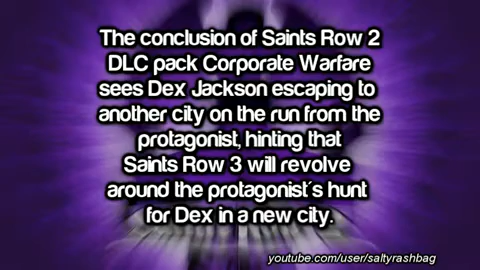 The conclusion of Saints Row 2
DLC pack Corporate Warfare
sees Dex Jackson escaping to
another city on the run from the
protagonist, hinting that
Saints Row 3 will revolve
around the protagonist's hunt
for Dex in a new city.
youtube.com/user/saltyrashbag